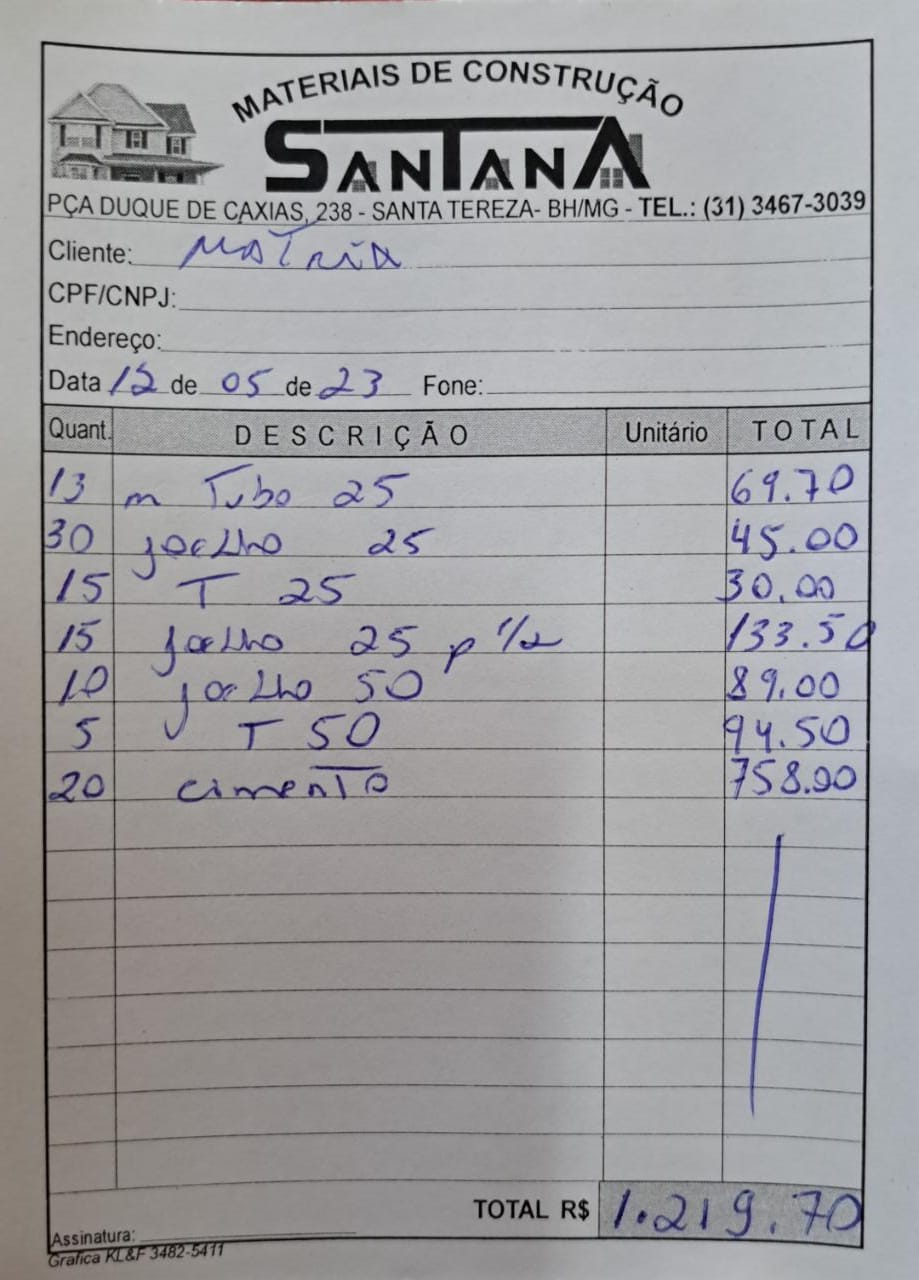 MATERIAIS DE CONSTRUÇÃO
SANTANA
PÇA DUQUE DE CAXIAS, 238 - SANTA TEREZA- BH/MG - TEL.: (31) 3467-3039
Cliente: MATRIX
CPF/CNPJ:
Endereço:
Data 12 de 05 de 23 Fone:
Quant. DESCRIÇÃO Unitário TOTAL
13 m Tubo 25 69.70
30 joelho 25 45.00
15 T 25 30.00
15 joelho 25 p 1/2 133.50
10 joelho 50 89.00
5 T 50 94.50
20 cimento 758.00
TOTAL R$ 1.219.70
Assinatura:
Grafica KL&F 3482-5411